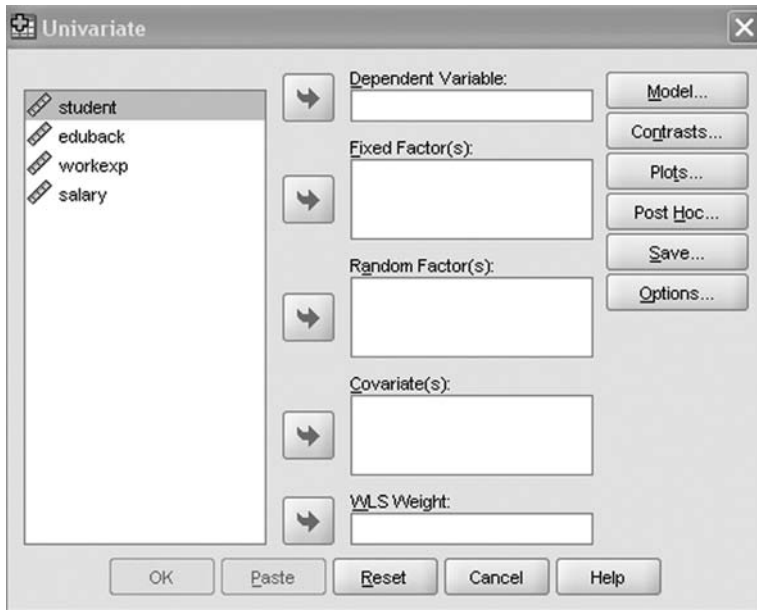 Univariate
student
eduback
workexp
salary
Dependent Variable:
Fixed Factor(s):
Random Factor(s):
Covariate(s):
WLS Weight:
Model...
Contrasts...
Plots...
Post Hoc...
Save...
Options...
OK
Paste
Reset
Cancel
Help